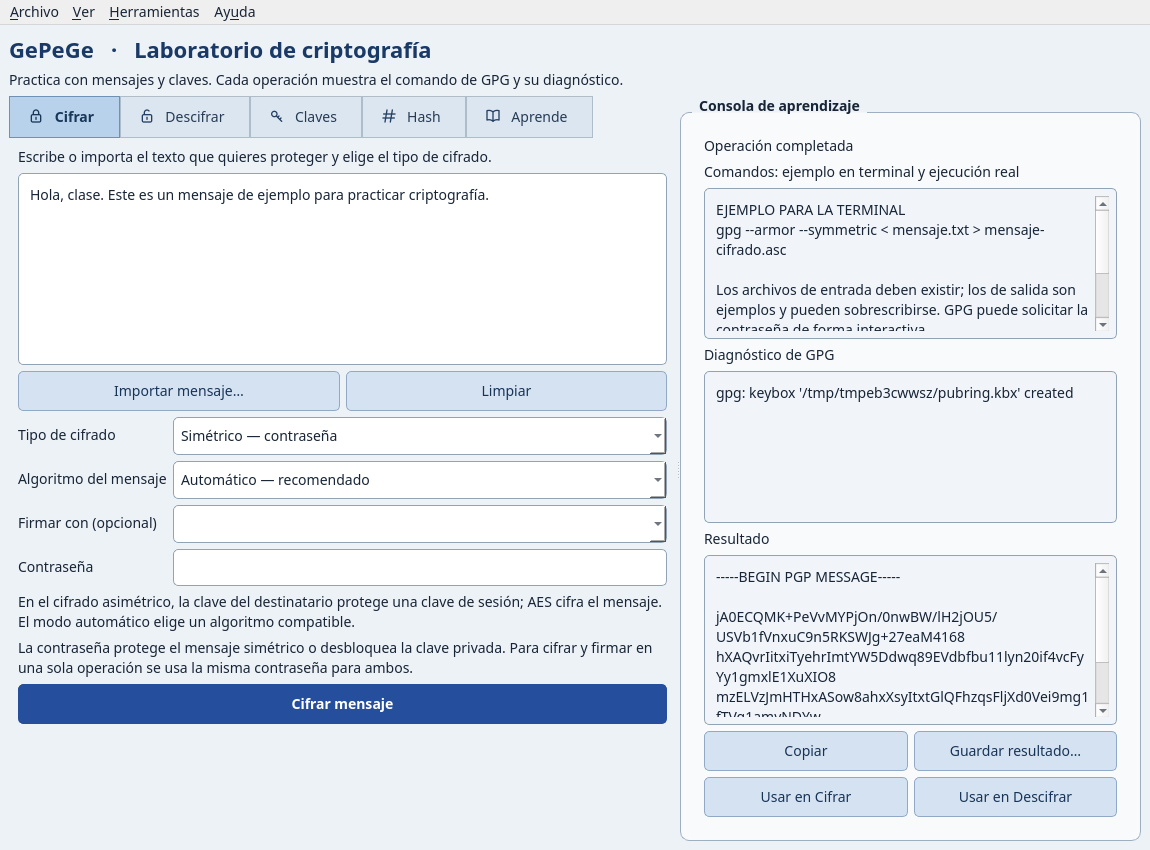 Archivo Ver Herramientas Ayuda
GePeGe · Laboratorio de criptografía
Practica con mensajes y claves. Cada operación muestra el comando de GPG y su diagnóstico.
Cifrar Descifrar Claves Hash Aprende
Escribe o importa el texto que quieres proteger y elige el tipo de cifrado.
Hola, clase. Este es un mensaje de ejemplo para practicar criptografía.
Importar mensaje... Limpiar
Tipo de cifrado Simétrico — contraseña
Algoritmo del mensaje Automático — recomendado
Firmar con (opcional)
Contraseña
En el cifrado asimétrico, la clave del destinatario protege una clave de sesión; AES cifra el mensaje.
El modo automático elige un algoritmo compatible.
La contraseña protege el mensaje simétrico o desbloquea la clave privada. Para cifrar y firmar en
una sola operación se usa la misma contraseña para ambos.
Cifrar mensaje
Consola de aprendizaje
Operación completada
Comandos: ejemplo en terminal y ejecución real
EJEMPLO PARA LA TERMINAL
gpg --armor --symmetric < mensaje.txt > mensaje-
cifrado.asc
Los archivos de entrada deben existir; los de salida son
ejemplos y pueden sobrescribirse. GPG puede solicitar la
contraseña de forma interactiva
Diagnóstico de GPG
gpg: keybox '/tmp/tmpeb3cwwsz/pubring.kbx' created
Resultado
-----BEGIN PGP MESSAGE-----
jA0ECQMK+PeVvMYPjOn/0nwBW/lH2jOU5/
USVb1fVnxuC9n5RKSWJg+27eaM4168
hXAQvrIitxiTyehrImtYW5Ddwq89EVdbfbu11lyn20if4vcFy
Yy1gmxlE1XuXIO8
mzELVzJmHTHxASow8ahxXsyItxtGlQFhzqsFljXd0Vei9mg1
Copiar Guardar resultado...
Usar en Cifrar Usar en Descifrar